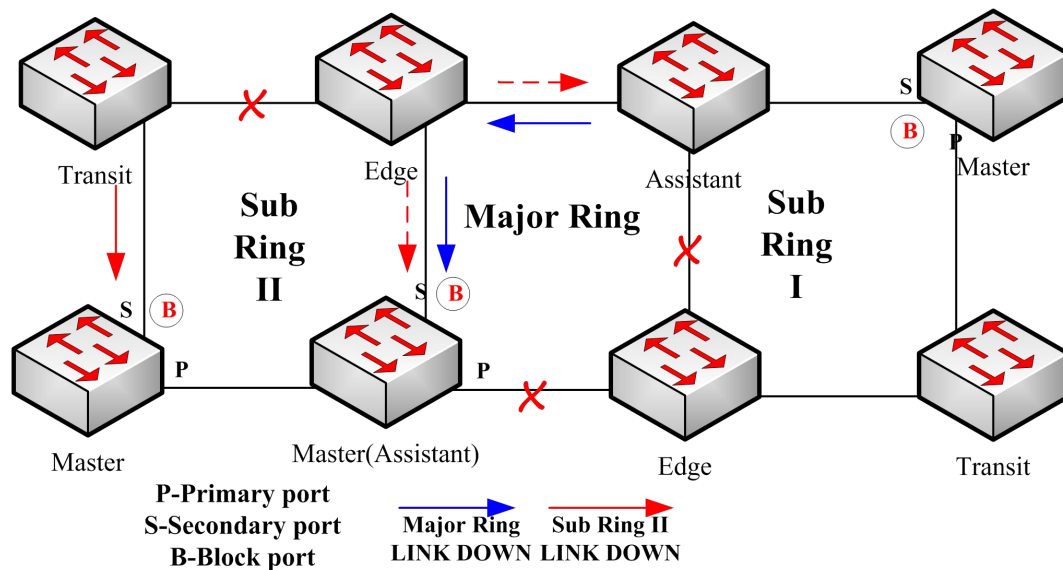 S
B
P
Transit
Edge
Assistant
Master
Sub
Ring
II
Major Ring
Sub
Ring
I
S
B
S
B
P
P
Master
Master(Assistant)
Edge
Transit
P-Primary port
S-Secondary port
B-Block port
Major Ring
LINK DOWN
Sub Ring II
LINK DOWN